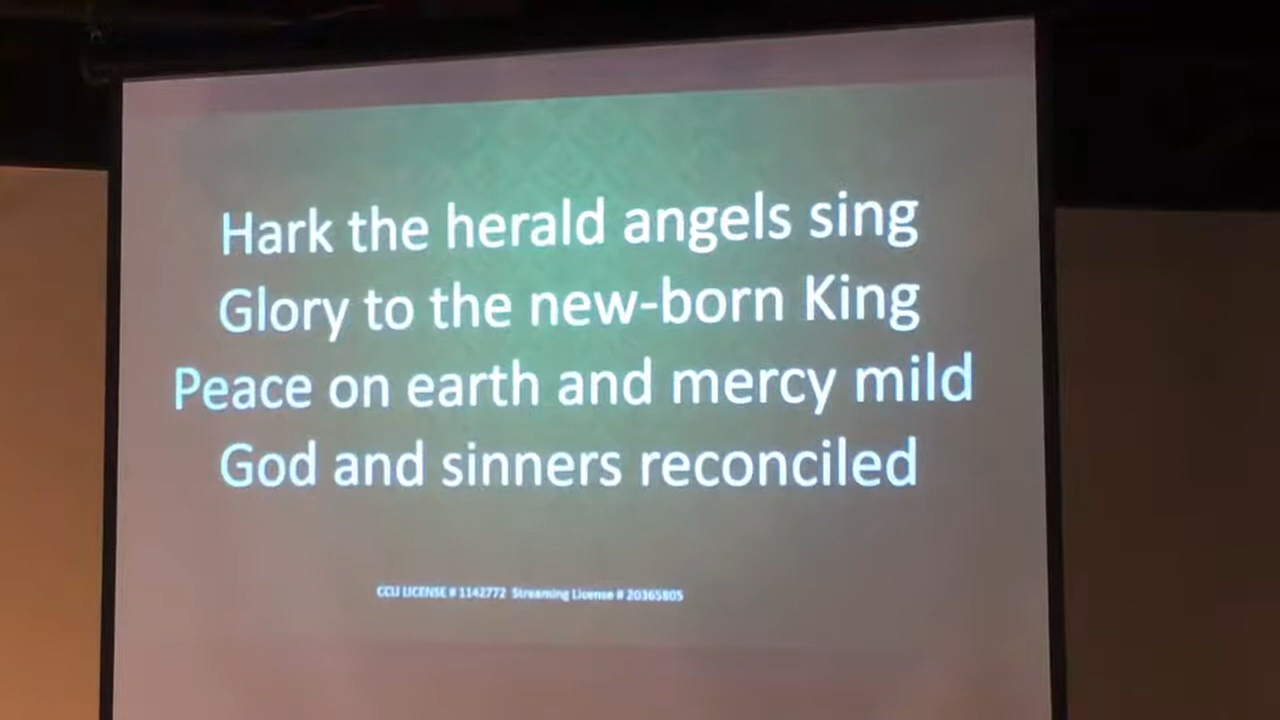 Hark the herald angels sing
Glory to the new-born King
Peace on earth and mercy mild
God and sinners reconciled
CCLI LICENSE # 1142772 Streaming License # 20365805